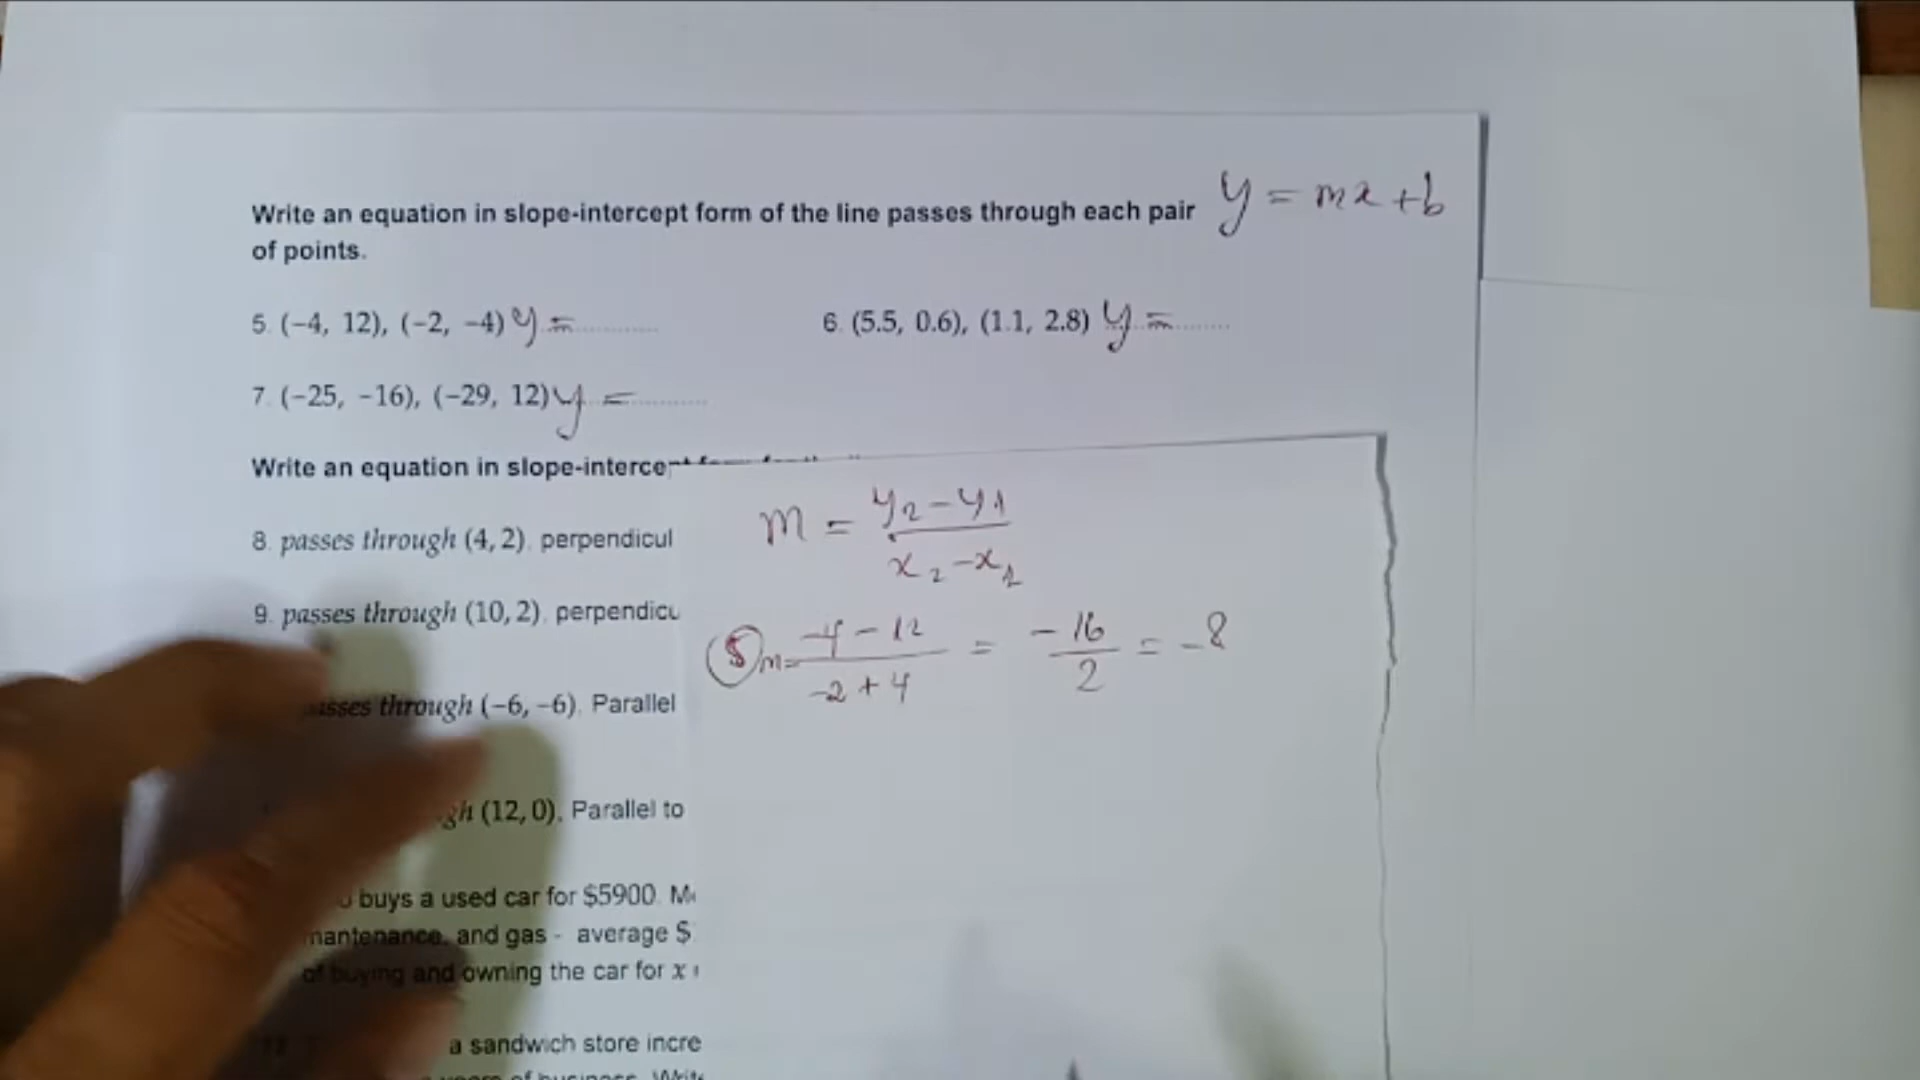 Write an equation in slope-intercept form of the line passes through each pair y = mx + b
of points.
5. (−4, 12), (−2, −4) y = ............
6. (5.5, 0.6), (1.1, 2.8) y = ........
7. (−25, −16), (−29, 12) y = ............
Write an equation in slope-interce
8. passes through (4, 2). perpendicul
9. passes through (10, 2). perpendicu
through (−6, −6). Parallel
(12, 0). Parallel to
buys a used car for $5900.
mantenance, and gas - average $
of buying and owning the car for x
a sandwich store incre
m = y₂ − y₁ / x₂ − x₁
5 m = −4 − 12 / −2 + 4 = −16 / 2 = −8